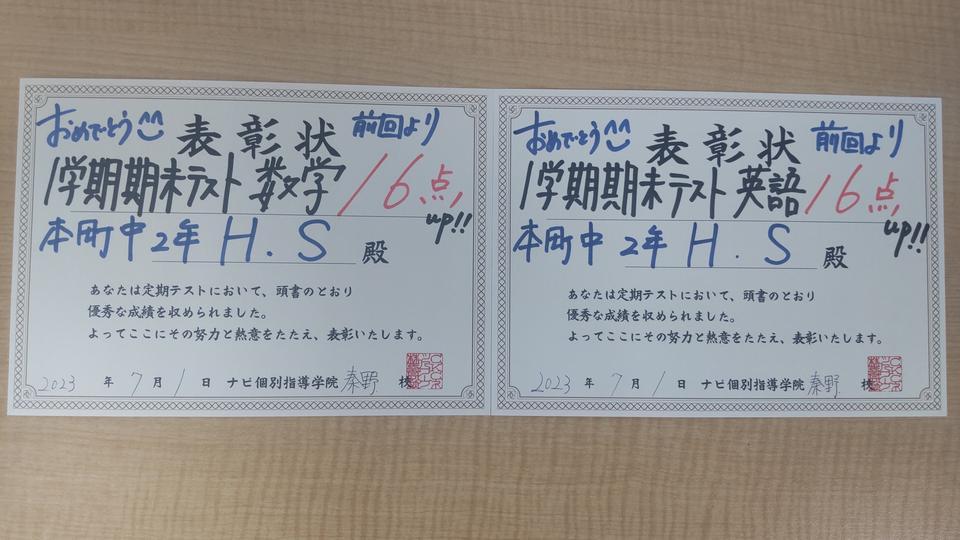 おめでとう 表彰状 前回より
1学期期末テスト 数学 16点
up!!
本町中2年 H.S 殿
あなたは定期テストにおいて、頭書のとおり
優秀な成績を収められました。
よってここにその努力と熱意をたたえ、表彰いたします。
2023年7月1日 ナビ個別指導学院 秦野校
おめでとう 表彰状 前回より
1学期期末テスト 英語 16点
up!!
本町中 2年 H.S 殿
あなたは定期テストにおいて、頭書のとおり
優秀な成績を収められました。
よってここにその努力と熱意をたたえ、表彰いたします。
2023年7月1日 ナビ個別指導学院 秦野校